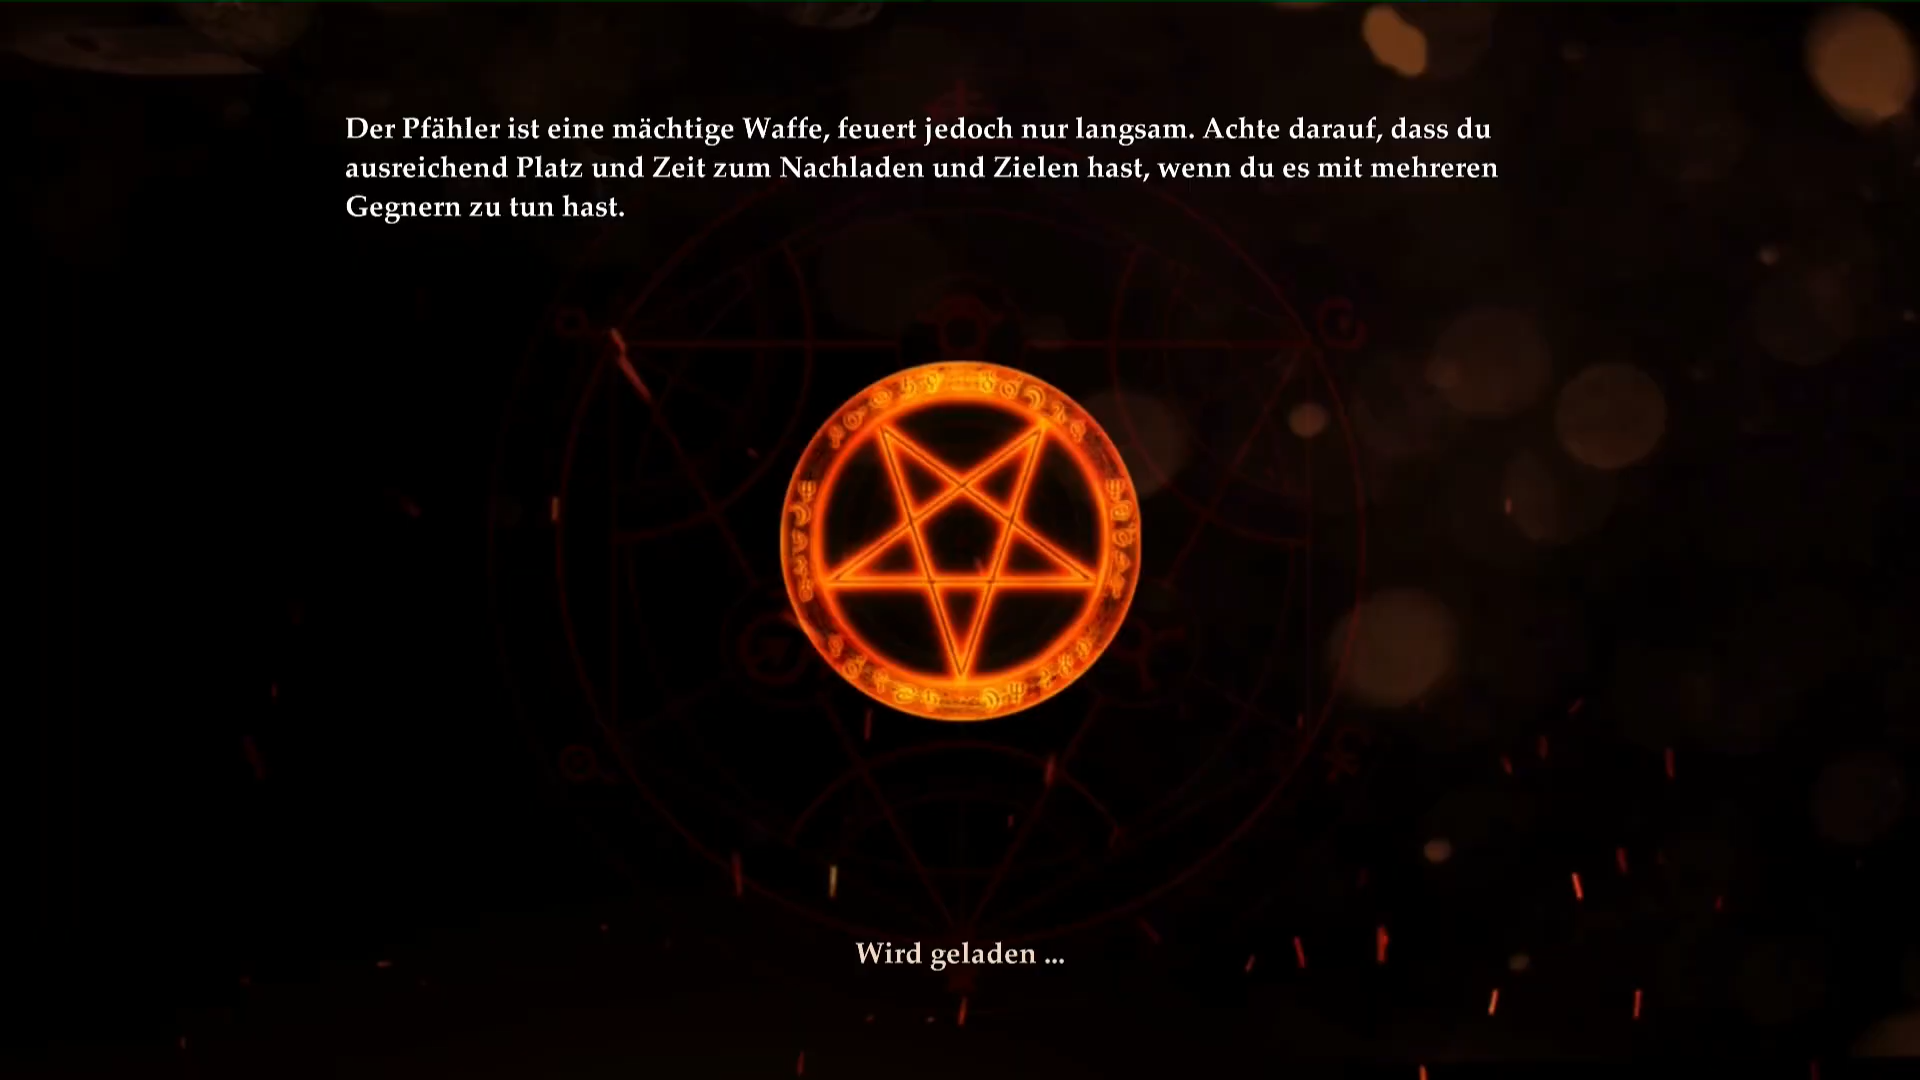 Der Pfähler ist eine mächtige Waffe, feuert jedoch nur langsam. Achte darauf, dass du
ausreichend Platz und Zeit zum Nachladen und Zielen hast, wenn du es mit mehreren
Gegnern zu tun hast.
Wird geladen ...